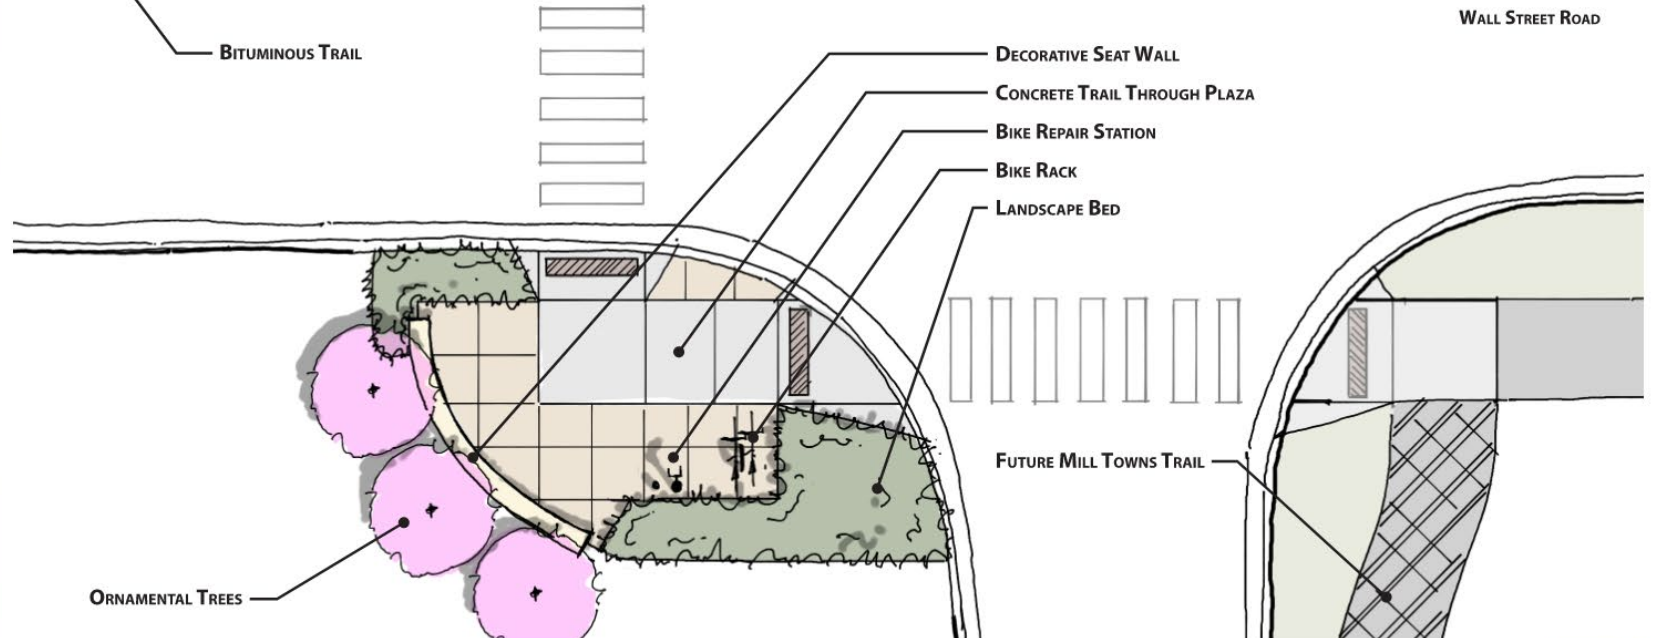 WALL STREET ROAD
BITUMINOUS TRAIL
DECORATIVE SEAT WALL
CONCRETE TRAIL THROUGH PLAZA
BIKE REPAIR STATION
BIKE RACK
LANDSCAPE BED
FUTURE MILL TOWNS TRAIL
ORNAMENTAL TREES